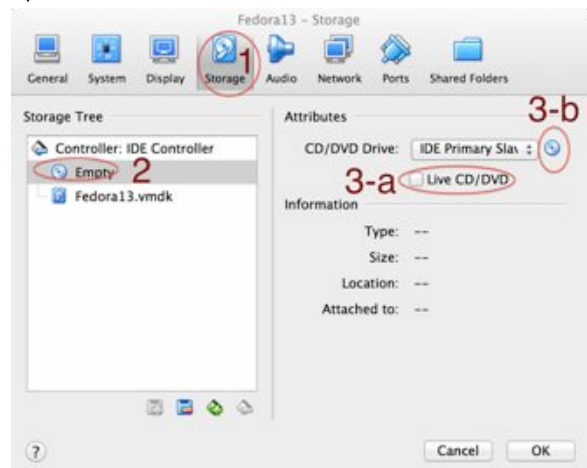 Fedora13 – Storage
1
General System Display Storage Audio Network Ports Shared Folders
Storage Tree
Controller: IDE Controller
Empty 2
Fedora13.vmdk
Attributes
3-b
CD/DVD Drive: IDE Primary Slav
3-a Live CD/DVD
Information
Type: --
Size: --
Location: --
Attached to: --
? Cancel OK